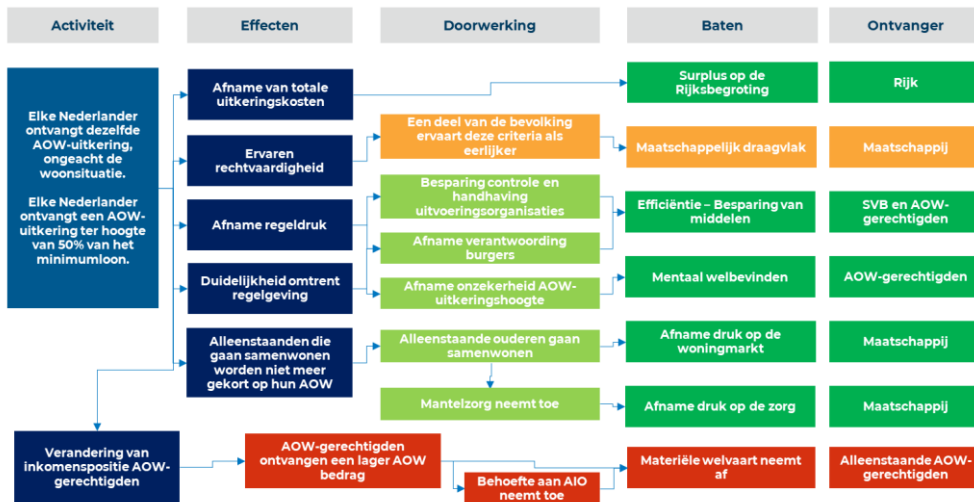 Activiteit
Effecten
Doorwerking
Baten
Ontvanger
Elke Nederlander
ontvangt dezelfde
AOW-uitkering,
ongeacht de
woonsituatie.
Elke Nederlander
ontvangt een AOW-
uitkering ter hoogte
van 50% van het
minimumloon.
Afname van totale
uitkeringskosten
Surplus op de
Rijksbegroting
Rijk
Ervaren
rechtvaardigheid
Een deel van de bevolking
ervaart deze criteria als
eerlijker
Maatschappelijk draagvlak
Maatschappij
Afname regeldruk
Besparing controle en
handhaving
uitvoeringsorganisaties
Afname verantwoording
burgers
Efficiëntie – Besparing van
middelen
SVB en AOW-
gerechtigden
Duidelijkheid omtrent
regelgeving
Afname onzekerheid AOW-
uitkeringshoogte
Mentaal welbevinden
AOW-gerechtigden
Alleenstaanden die
gaan samenwonen
worden niet meer
gekort op hun AOW
Alleenstaande ouderen gaan
samenwonen
Afname druk op de
woningmarkt
Maatschappij
Mantelzorg neemt toe
Afname druk op de zorg
Maatschappij
Verandering van
inkomenspositie AOW-
gerechtigden
AOW-gerechtigden
ontvangen een lager AOW
bedrag
Behoefte aan AIO
neemt toe
Materiële welvaart neemt
af
Alleenstaande AOW-
gerechtigden